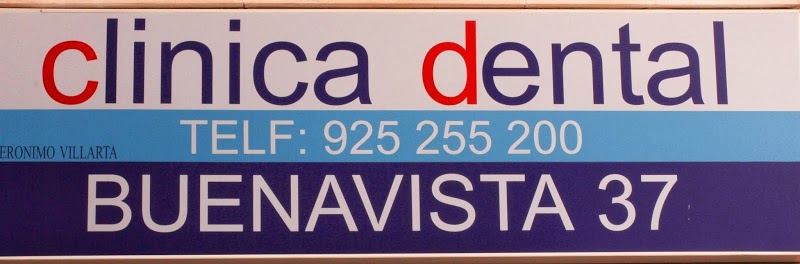 clinica dental
TELF: 925 255 200
ERONIMO VILLARTA
BUENAVISTA 37